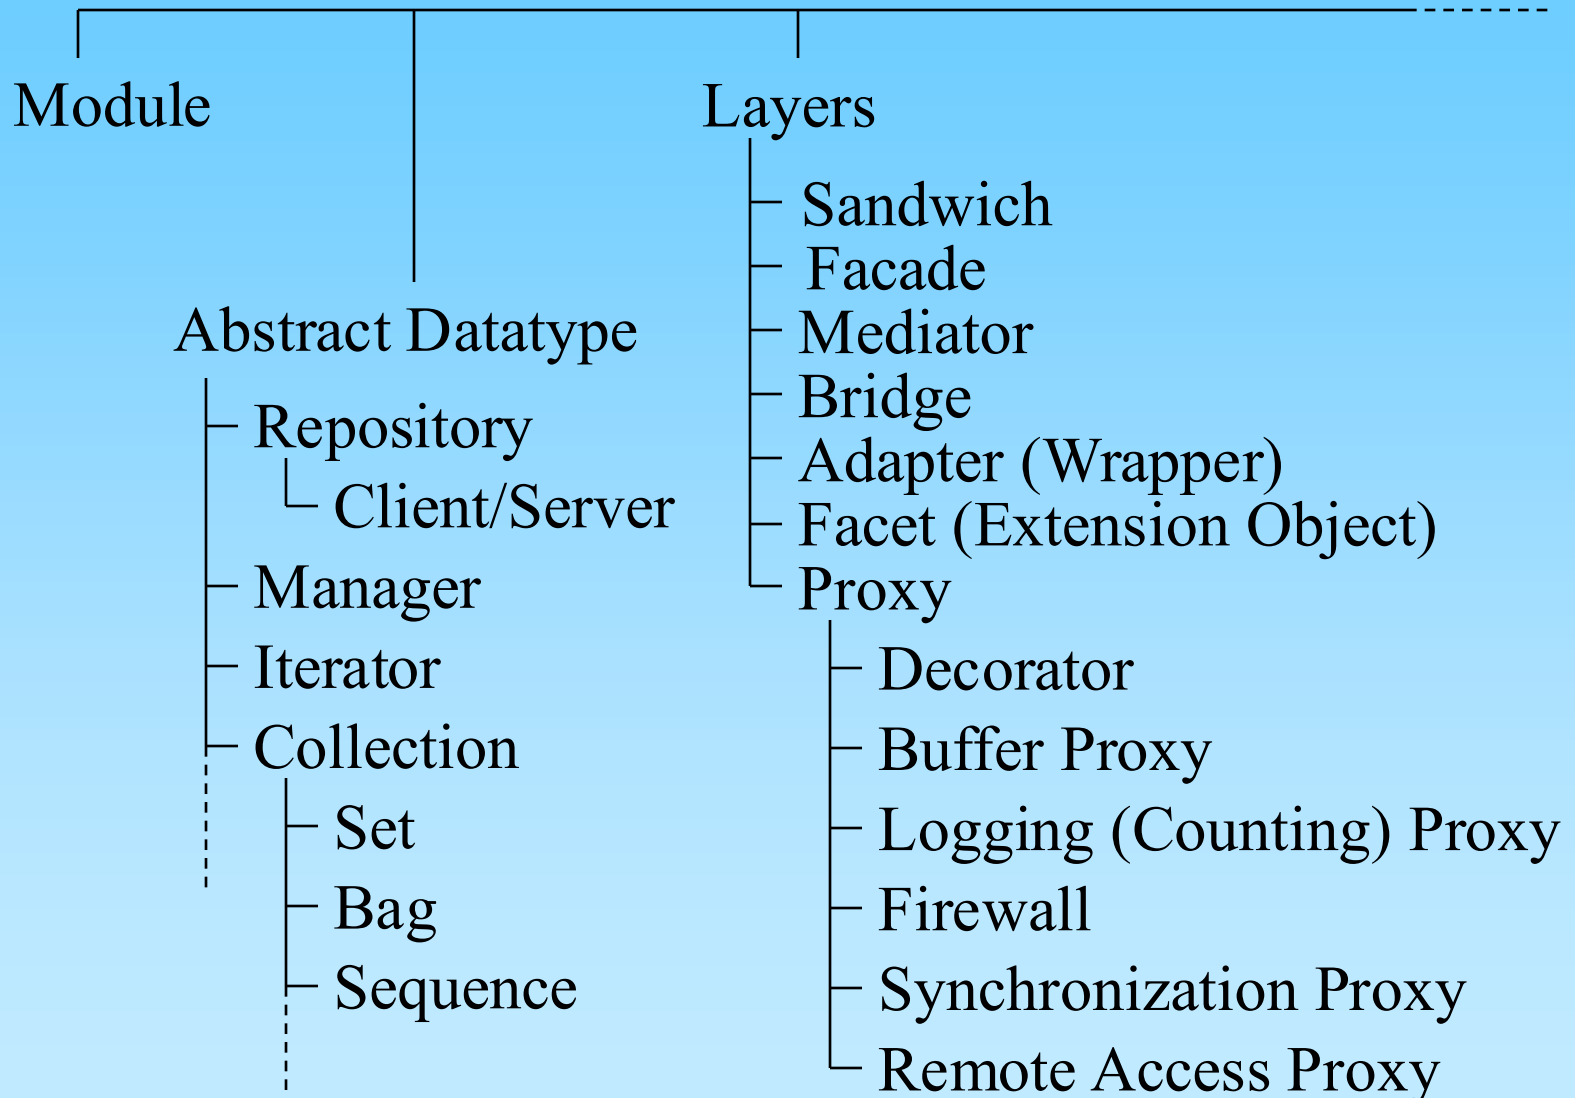 Module
Abstract Datatype
Repository
Client/Server
Manager
Iterator
Collection
Set
Bag
Sequence
Layers
Sandwich
Facade
Mediator
Bridge
Adapter (Wrapper)
Facet (Extension Object)
Proxy
Decorator
Buffer Proxy
Logging (Counting) Proxy
Firewall
Synchronization Proxy
Remote Access Proxy